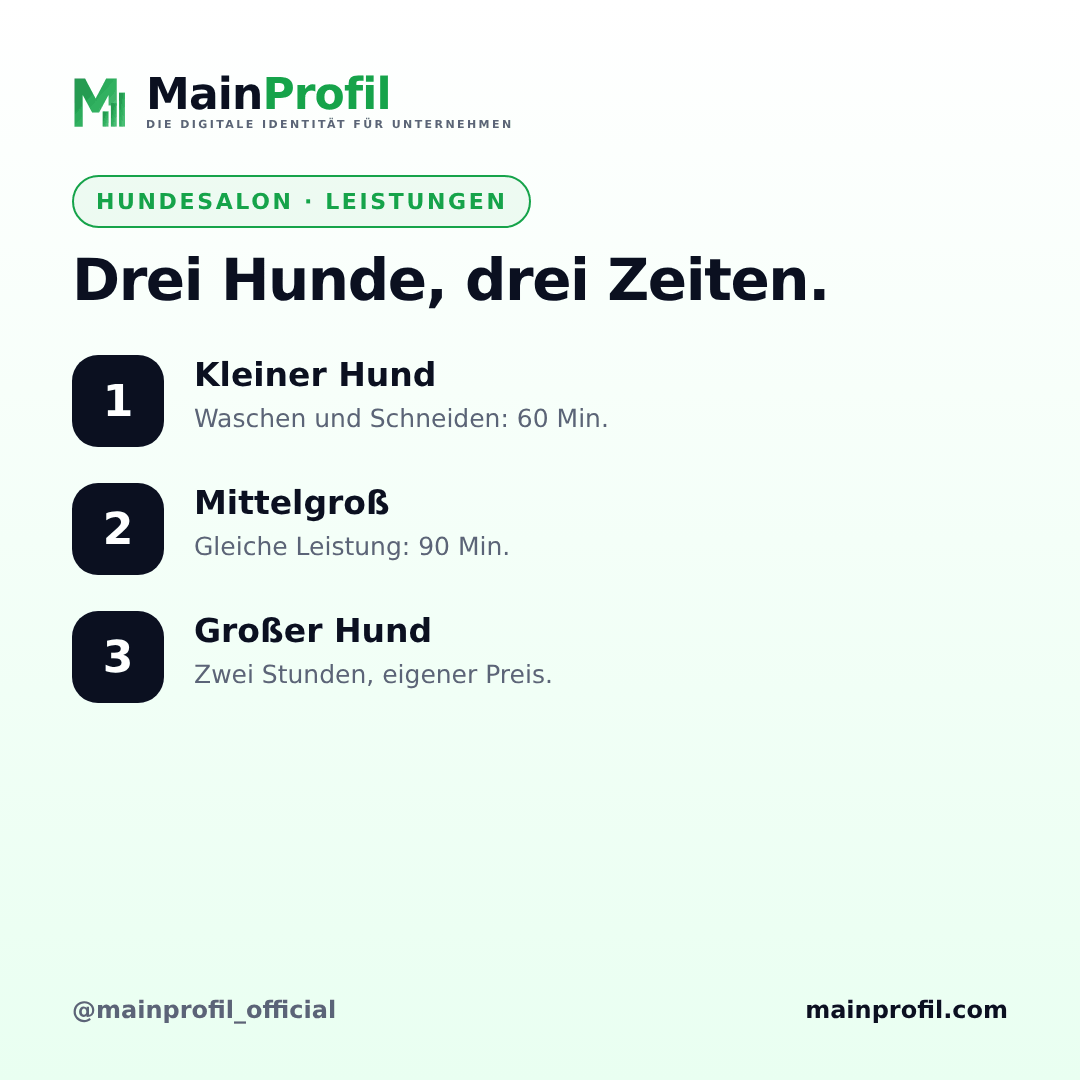 MainProfil
DIE DIGITALE IDENTITÄT FÜR UNTERNEHMEN
HUNDESALON · LEISTUNGEN
Drei Hunde, drei Zeiten.
1
Kleiner Hund
Waschen und Schneiden: 60 Min.
2
Mittelgroß
Gleiche Leistung: 90 Min.
3
Großer Hund
Zwei Stunden, eigener Preis.
@mainprofil_official
mainprofil.com